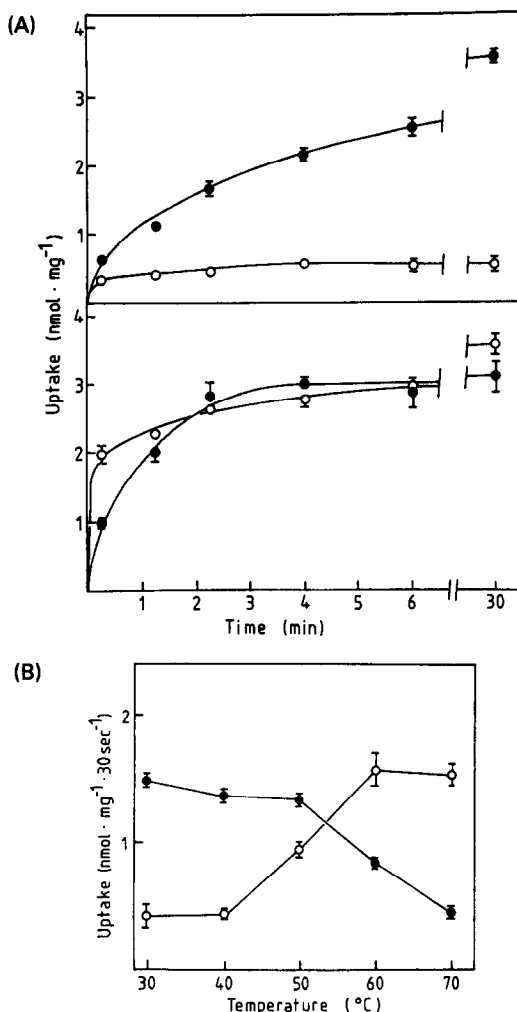 (A)
4
3
2
1
4
3
2
1
Uptake (nmol · mg⁻¹)
1 2 3 4 5 6 30
Time (min)
(B)
2
1
Uptake (nmol · mg⁻¹ · 30 sec⁻¹)
30 40 50 60 70
Temperature (°C)